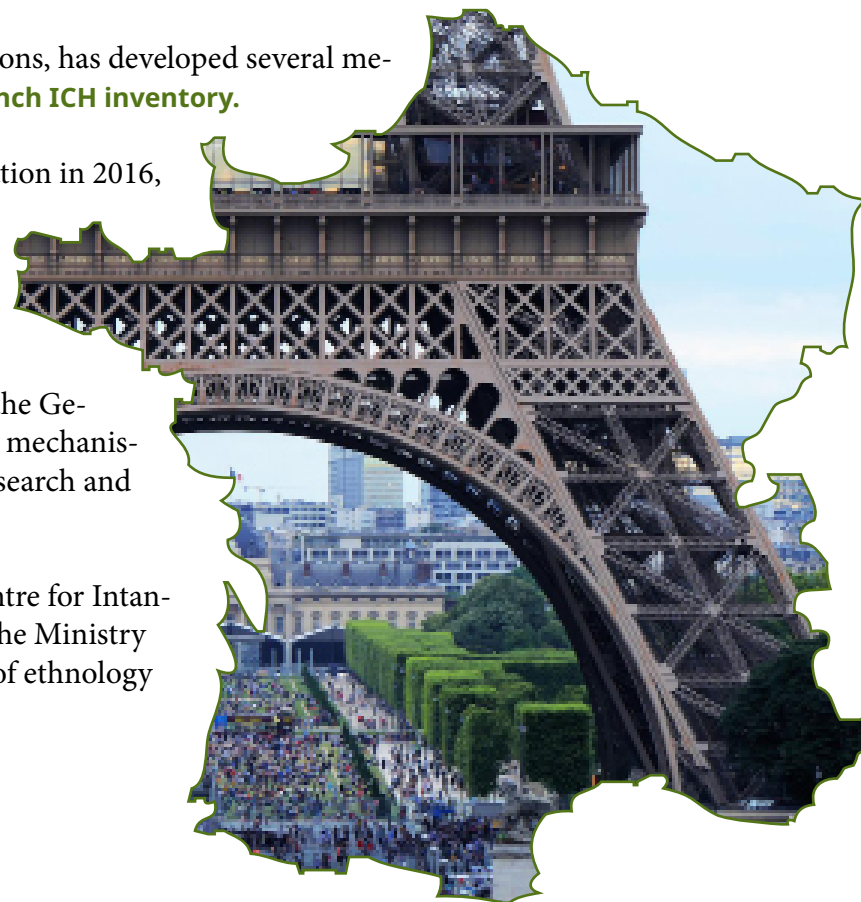 ons, has developed several me-
nch ICH inventory.
tion in 2016,
he Ge-
mechanis-
search and
ntre for Intan-
he Ministry
of ethnology